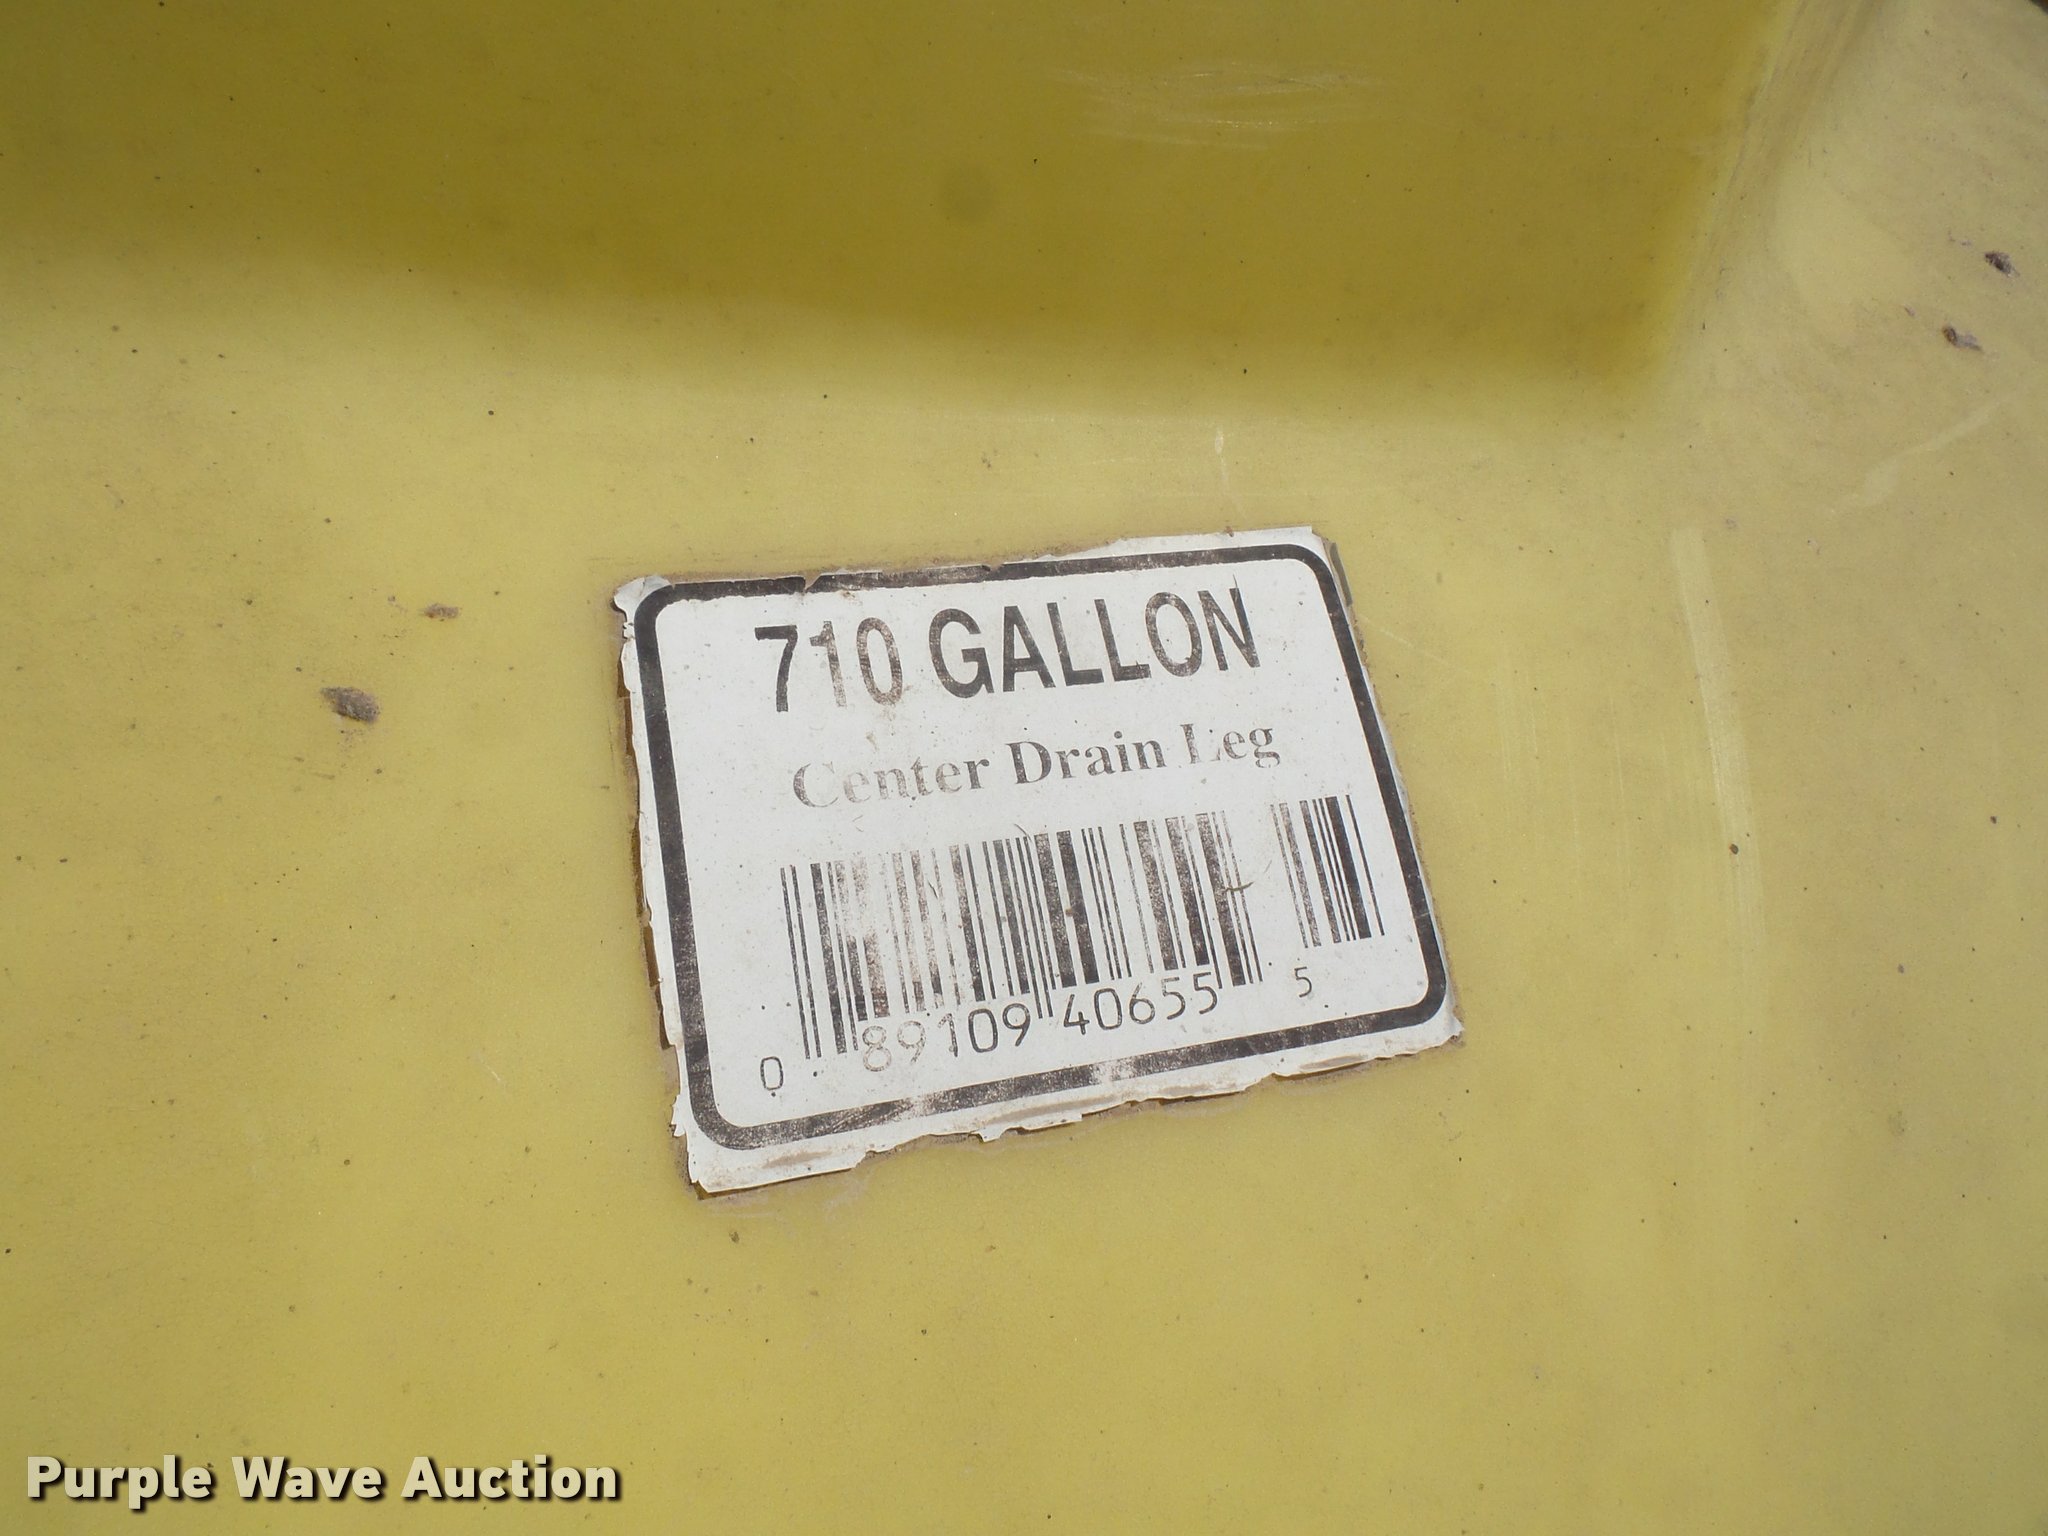 710 GALLON
Center Drain Leg
0 89109 40655 5
Purple Wave Auction